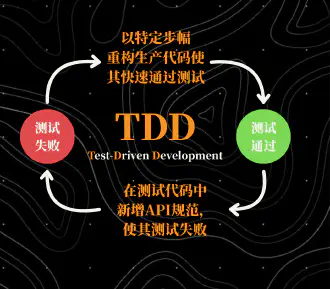 以特定步幅
重构生产代码使
其快速通过测试
测试
失败
TDD
Test-Driven Development
测试
通过
在测试代码中
新增API规范,
使其测试失败